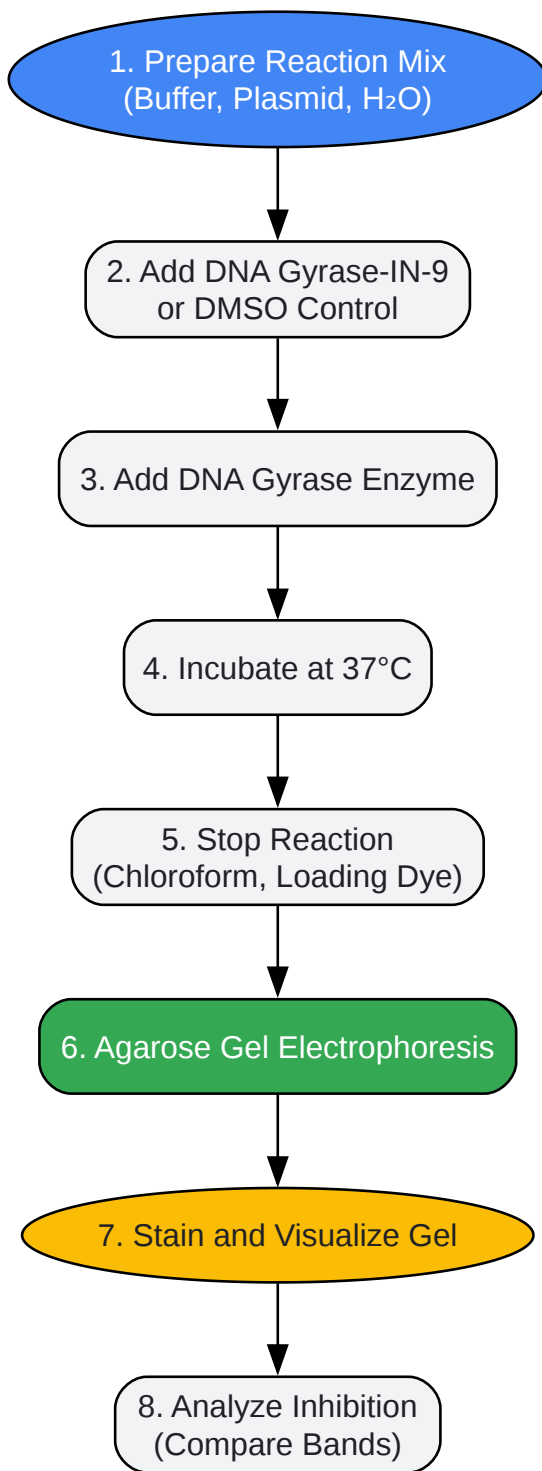 1. Prepare Reaction Mix
(Buffer, Plasmid, H₂O)
2. Add DNA Gyrase-IN-9
or DMSO Control
3. Add DNA Gyrase Enzyme
4. Incubate at 37°C
5. Stop Reaction
(Chloroform, Loading Dye)
6. Agarose Gel Electrophoresis
7. Stain and Visualize Gel
8. Analyze Inhibition
(Compare Bands)